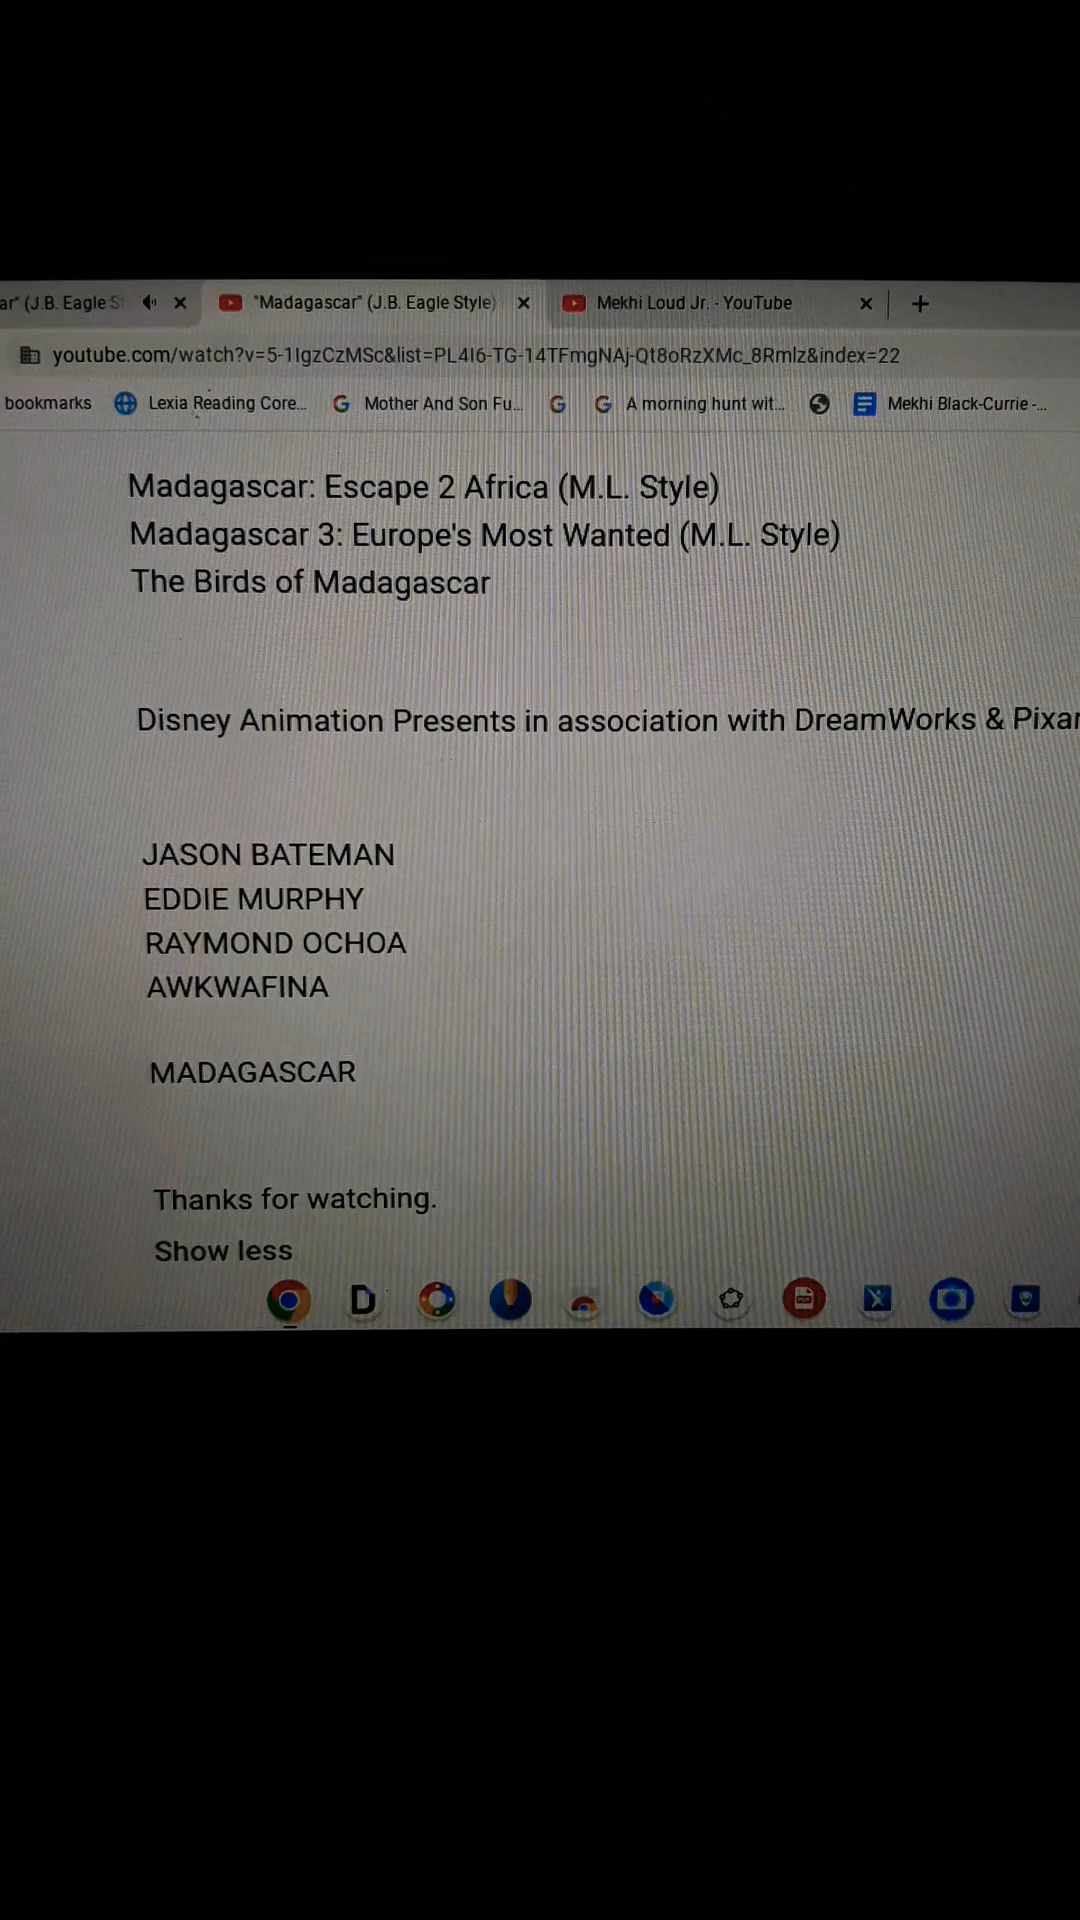 ar" (J.B. Eagle S
"Madagascar" (J.B. Eagle Style)
Mekhi Loud Jr. - YouTube
youtube.com/watch?v=5-1IgzCzMSc&list=PL4I6-TG-14TFmgNAj-Qt8oRzXMc_8Rmlz&index=22
bookmarks
Lexia Reading Core...
Mother And Son Fu...
A morning hunt wit...
Mekhi Black-Currie -...
Madagascar: Escape 2 Africa (M.L. Style)
Madagascar 3: Europe's Most Wanted (M.L. Style)
The Birds of Madagascar
Disney Animation Presents in association with DreamWorks & Pixar
JASON BATEMAN
EDDIE MURPHY
RAYMOND OCHOA
AWKWAFINA
MADAGASCAR
Thanks for watching.
Show less